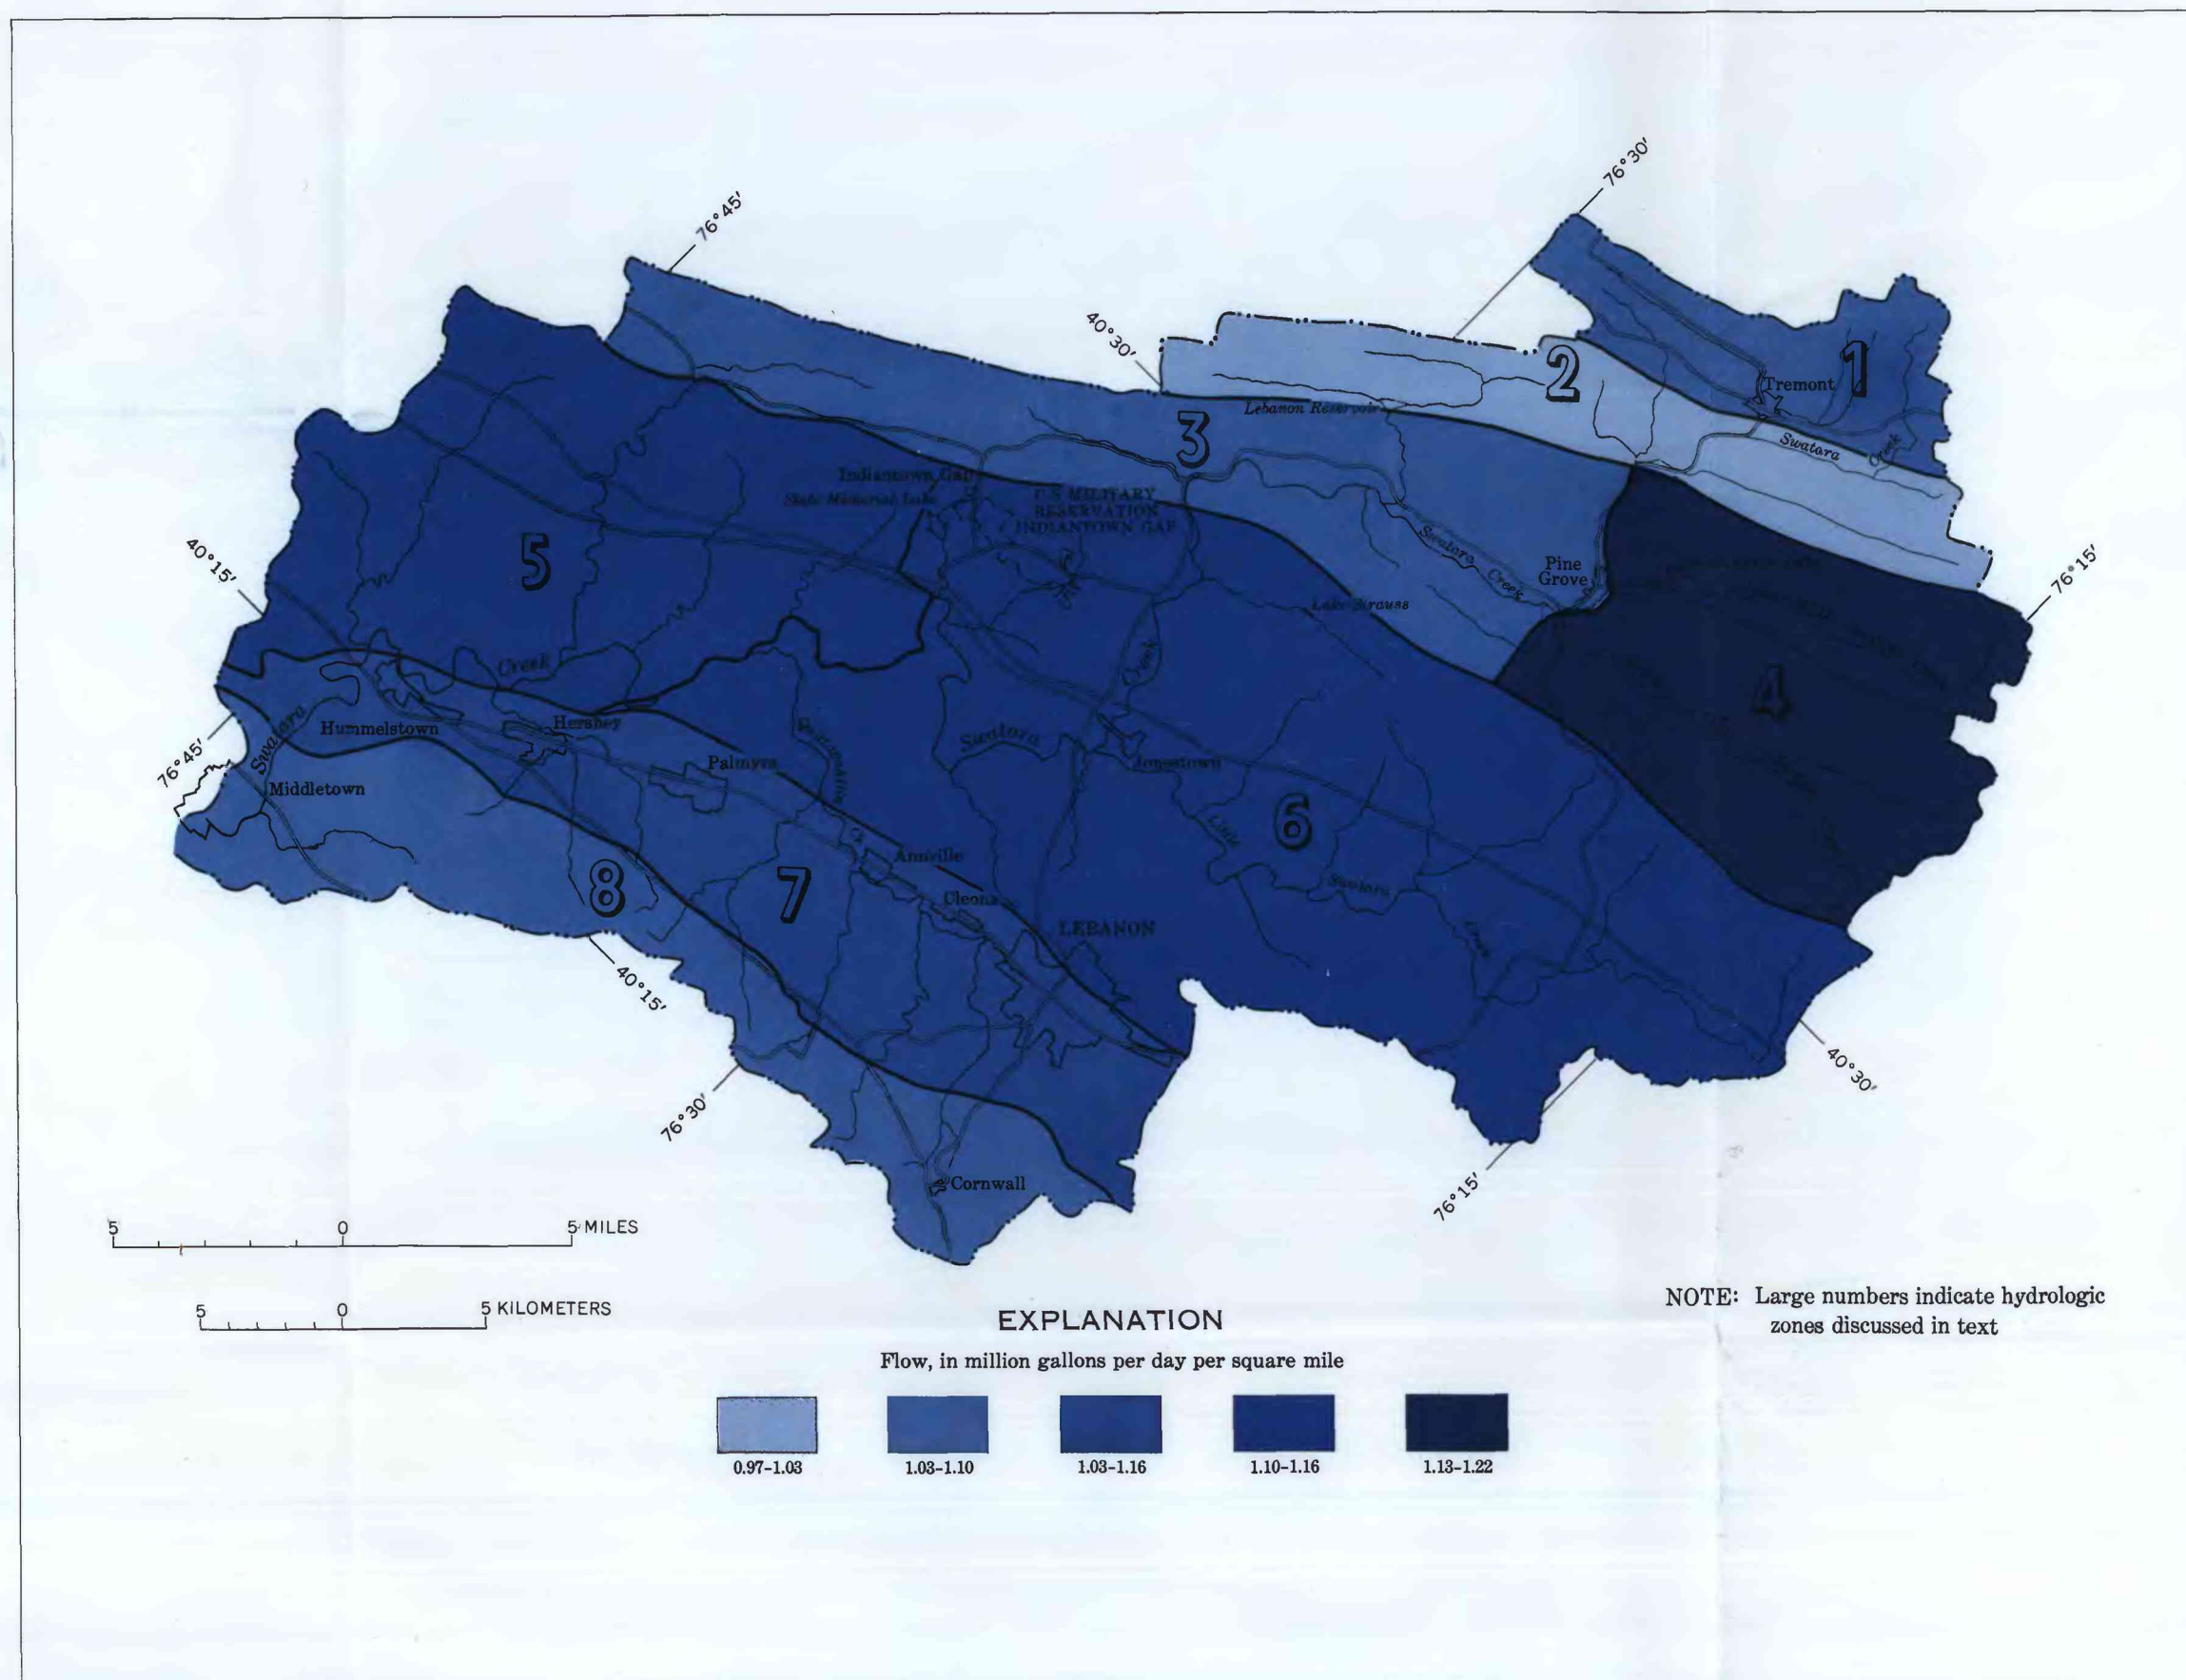 76°30'
76°45'
40°30'
1
2
Tremont
3
Lebanon Reservoir
Swatara
Creek
Indiantown Gap
State Memorial Lake
U S MILITARY
RESERVATION
INDIANTOWN GAP
5
Swatara
Creek
Pine
Grove
40°15'
76°15'
Lake Strauss
Creek
Creek
4
Swatara
Hummelstown
Hershey
Swatara
76°45'
Palmyra
Jonestown
Middletown
6
Little
Ck
Annville
8
7
Swatara
Cleona
LEBANON
Creek
40°15'
40°30'
76°30'
Cornwall
76°15'
5 0 5 MILES
5 0 5 KILOMETERS
NOTE: Large numbers indicate hydrologic
zones discussed in text
EXPLANATION
Flow, in million gallons per day per square mile
0.97-1.03 1.03-1.10 1.03-1.16 1.10-1.16 1.13-1.22